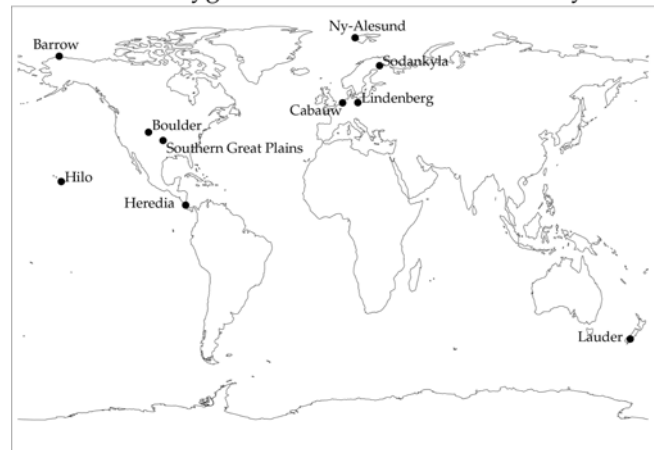 Ny-Alesund
Barrow
Sodankyla
Cabauw
Lindenberg
Boulder
Southern Great Plains
Hilo
Heredia
Lauder